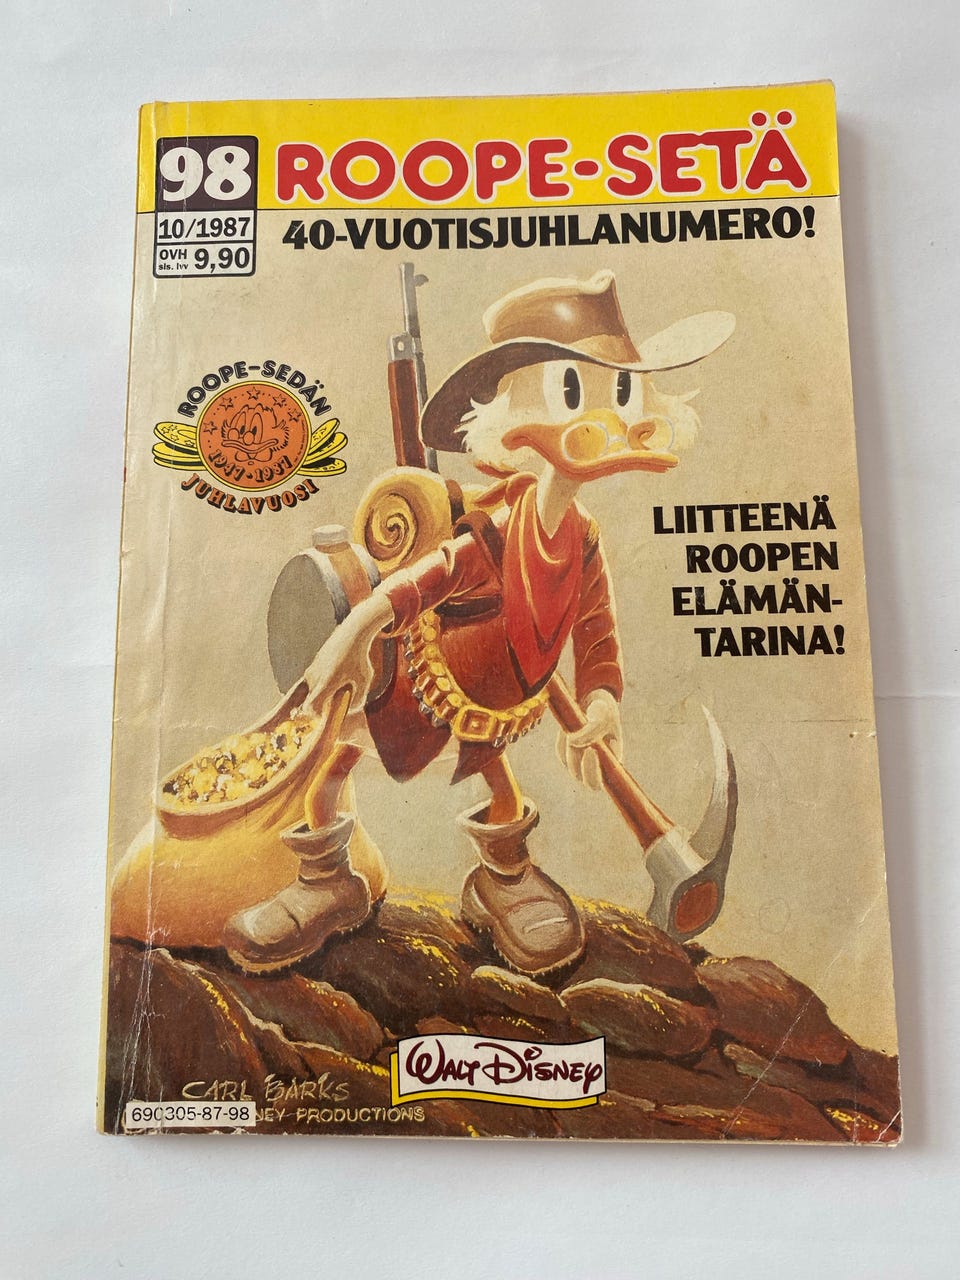 98
ROOPE-SETÄ
10/1987
OVH
sis. lvv 9,90
40-VUOTISJUHLANUMERO!
ROOPE-SEDÄN
1947·1987
JUHLAVUOSI
LIITTEENÄ
ROOPEN
ELÄMÄN-
TARINA!
WALT DISNEY
CARL BARKS
690305-87-98
NEY PRODUCTIONS